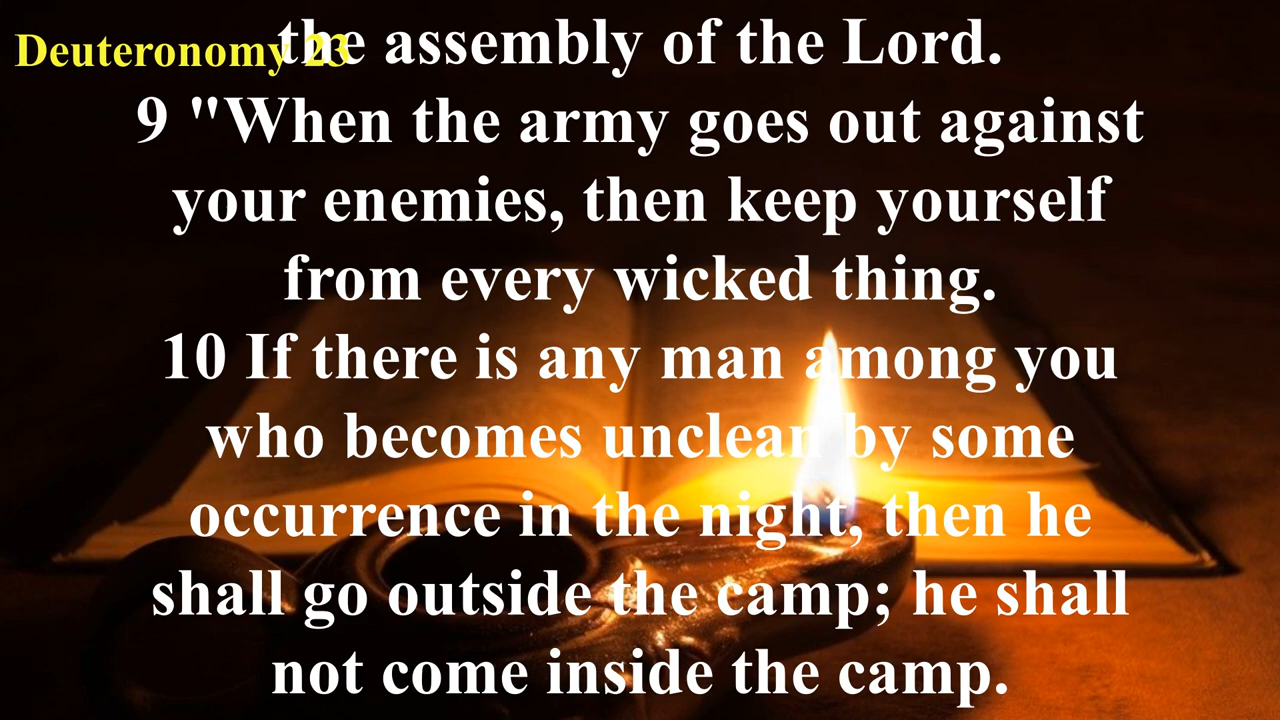 Deuteronomy 23
the assembly of the Lord.
9 "When the army goes out against
your enemies, then keep yourself
from every wicked thing.
10 If there is any man among you
who becomes unclean by some
occurrence in the night, then he
shall go outside the camp; he shall
not come inside the camp.